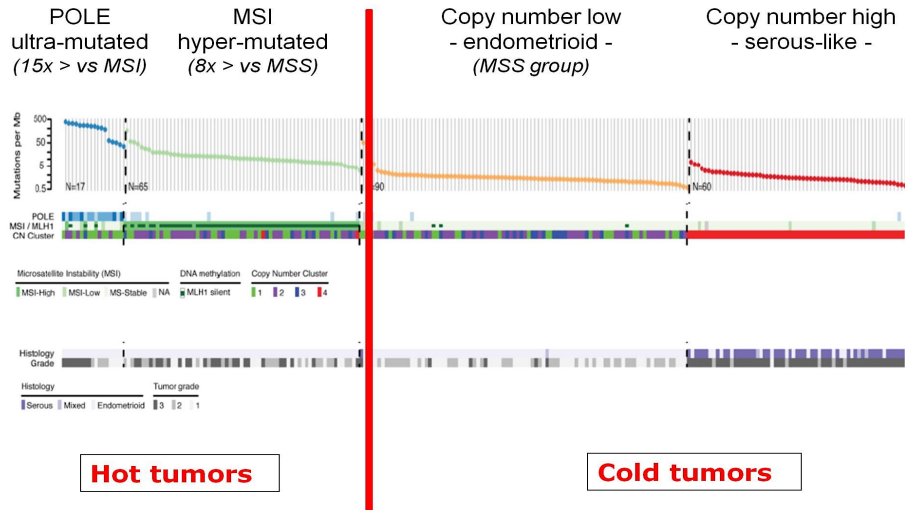 POLE
ultra-mutated
(15x > vs MSI)
MSI
hyper-mutated
(8x > vs MSS)
Copy number low
- endometrioid -
(MSS group)
Copy number high
- serous-like -
Mutations per Mb
500
50
5
0.5
N=17
N=65
=90
N=60
POLE
MSI / MLH1
CN Cluster
Microsatellite Instability (MSI)
MSI-High MSI-Low MS-Stable NA
DNA methylation
MLH1 silent
Copy Number Cluster
1 2 3 4
Histology
Grade
Histology
Serous Mixed Endometrioid
Tumor grade
3 2 1
Hot tumors
Cold tumors